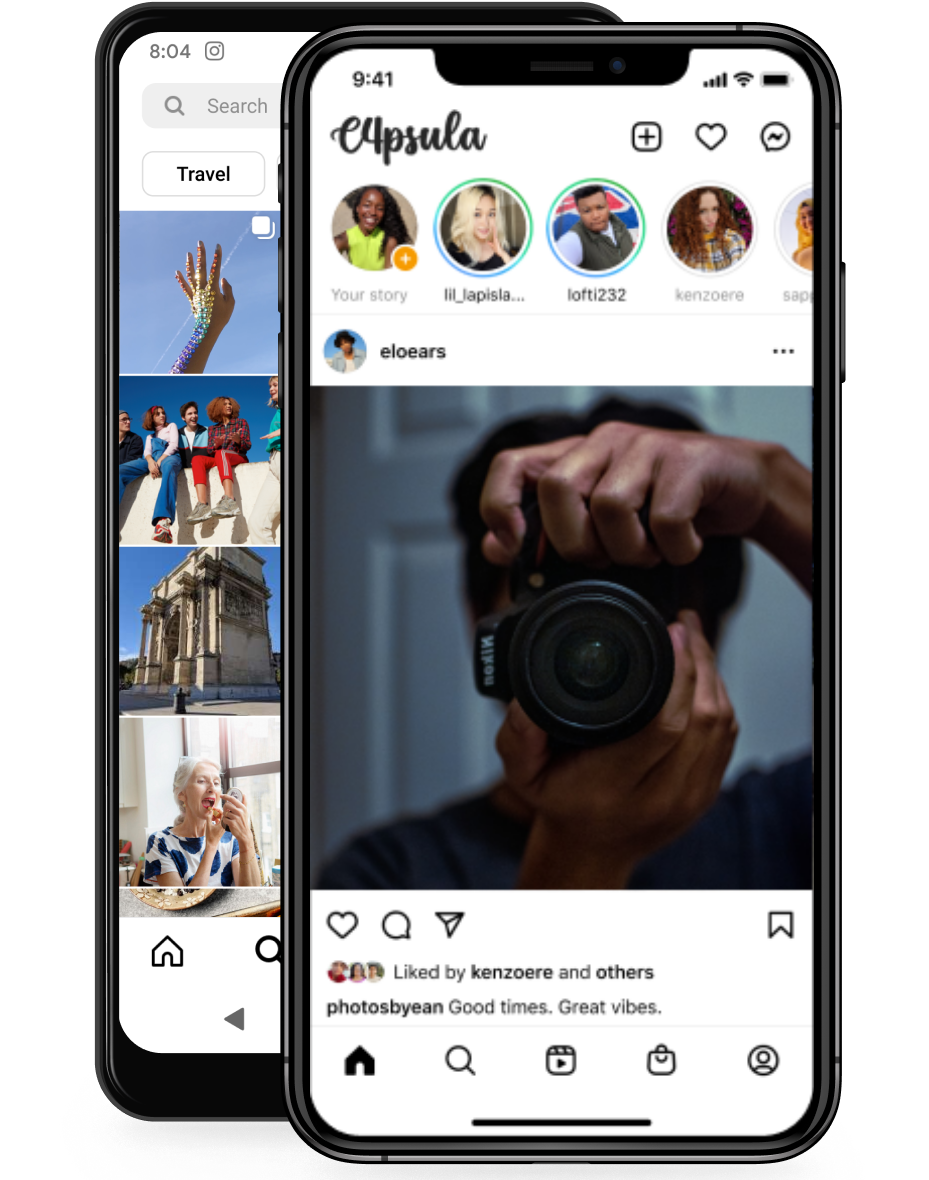 8:04
Search
Travel
9:41
C4psula
Your story
lil_lapisla...
lofti232
kenzoere
sapp
eloears
Nikon
Liked by kenzoere and others
photosbyean Good times. Great vibes.